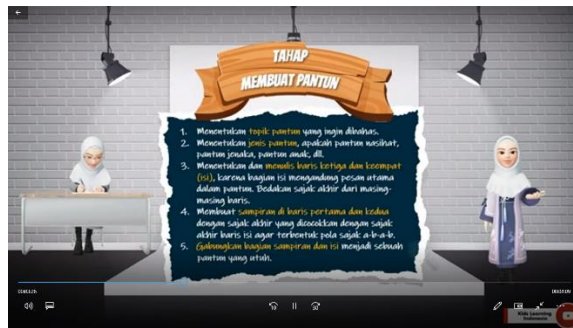 TAHAP
MEMBUAT PANTUN
1. Menentukan topik pantun yang ingin dibahas.
2. Menentukan jenis pantun, apakah pantun nasihat,
pantun jenaka, pantun anak, dll.
3. Menentukan dan menulis baris ketiga dan keempat
(isi), karena bagian isi mengandung pesan utama
dalam pantun. Bedakan sajak akhir dari masing-
masing baris.
4. Membuat sampiran di baris pertama dan kedua
dengan sajak akhir yang dicocokkan dengan sajak
akhir baris isi agar terbentuk pola sajak a-b-a-b.
5. Gabungkan bagian sampiran dan isi menjadi sebuah
pantun yang utuh.
Kids Learning
Indonesia